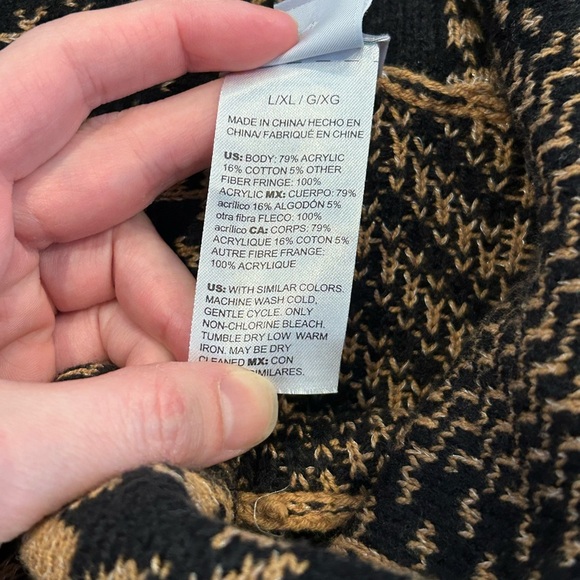 L/XL / G/XG
MADE IN CHINA/ HECHO EN
CHINA/ FABRIQUÉ EN CHINE
US: BODY: 79% ACRYLIC
16% COTTON 5% OTHER
FIBER FRINGE: 100%
ACRYLIC MX: CUERPO: 79%
acrílico 16% ALGODÓN 5%
otra fibra FLECO: 100%
acrílico CA: CORPS: 79%
ACRYLIQUE 16% COTON 5%
AUTRE FIBRE FRANGE:
100% ACRYLIQUE
US: WITH SIMILAR COLORS.
MACHINE WASH COLD,
GENTLE CYCLE. ONLY
NON-CHLORINE BLEACH.
TUMBLE DRY LOW WARM
IRON. MAY BE DRY
CLEANED MX: CON
SIMILARES.